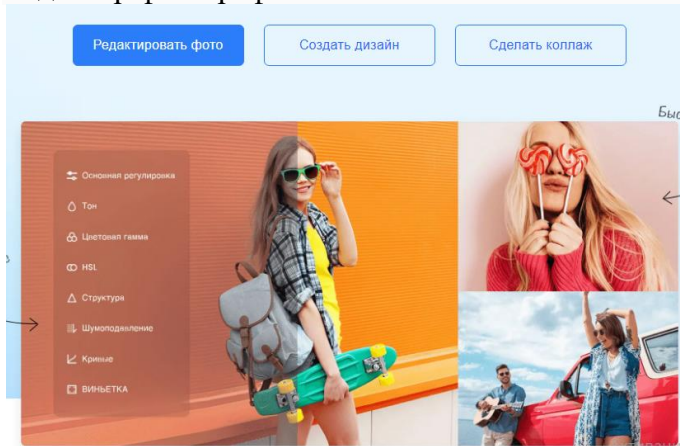 Редактировать фото
Создать дизайн
Сделать коллаж
Основная регулировка
Тон
Цветовая гамма
HSL
Структура
Шумоподавление
Кривые
ВИНЬЕТКА